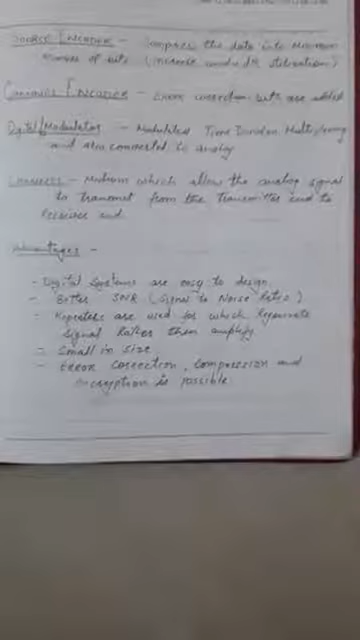 Source Encoder - Compress the data into minimum
number of bits (increase bandwidth utilization)
Channel Encoder - Error correction bits are added
Digital Modulator - Modulates Time Division Multiplexing
and also converted to analog
Channel - Medium which allow the analog signal
to transmit from the transmitter end to
Receiver end
Advantages -
- Digital Systems are easy to design
- Better SNR (Signal to Noise Ratio)
- Repeaters are used for which Regenerate
signal Rather than amplify
- Small in size
- Error Correction, Compression and
encryption is possible